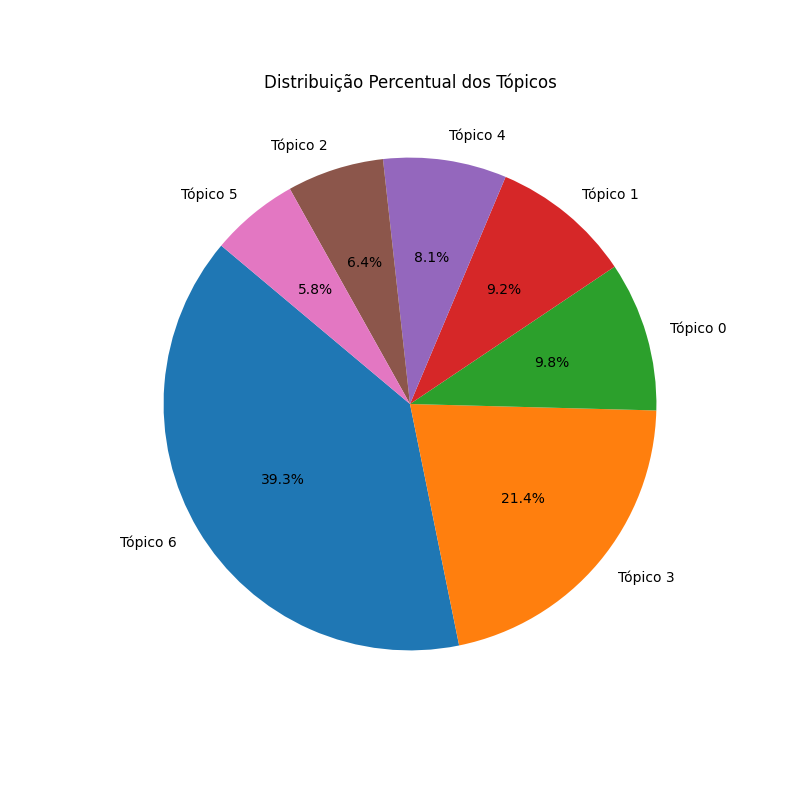 Distribuição Percentual dos Tópicos
Tópico 4
Tópico 2
Tópico 5
Tópico 1
8.1%
6.4%
5.8%
9.2%
Tópico 0
9.8%
39.3%
21.4%
Tópico 6
Tópico 3